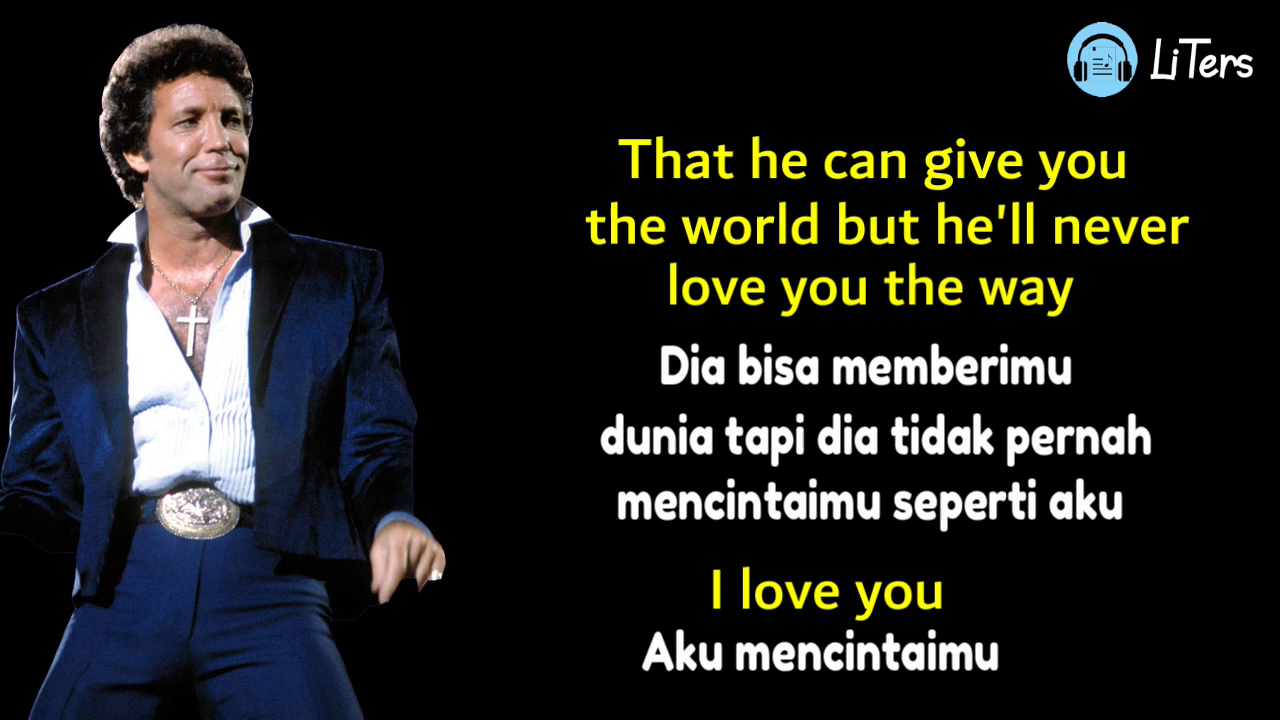 LiTers
That he can give you
the world but he'll never
love you the way
Dia bisa memberimu
dunia tapi dia tidak pernah
mencintaimu seperti aku
I love you
Aku mencintaimu